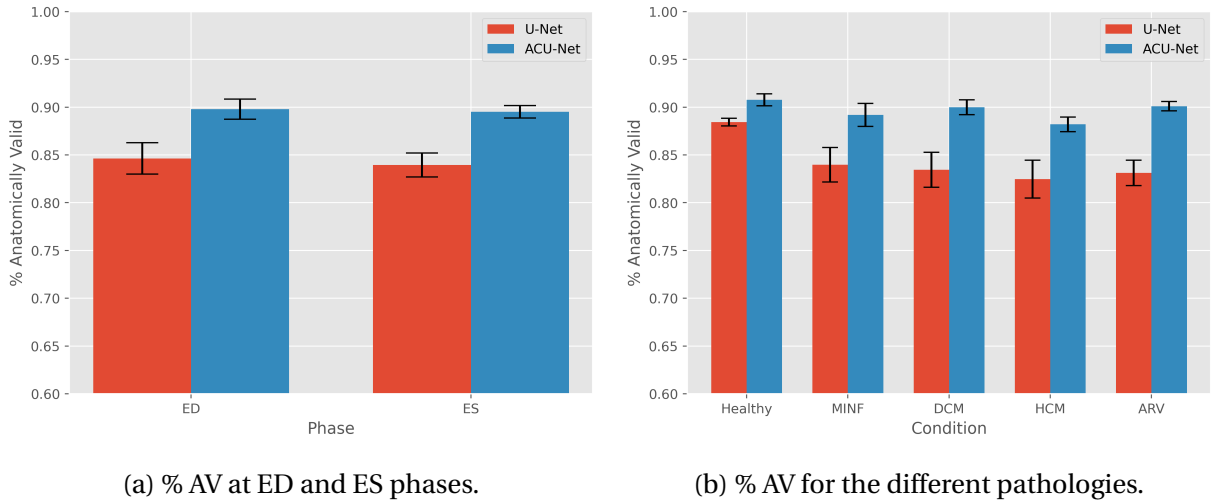 1.00
0.95
0.90
0.85
0.80
0.75
0.70
0.65
0.60
% Anatomically Valid
U-Net
ACU-Net
ED
ES
Phase
(a) % AV at ED and ES phases.
1.00
0.95
0.90
0.85
0.80
0.75
0.70
0.65
0.60
% Anatomically Valid
U-Net
ACU-Net
Healthy
MINF
DCM
HCM
ARV
Condition
(b) % AV for the different pathologies.